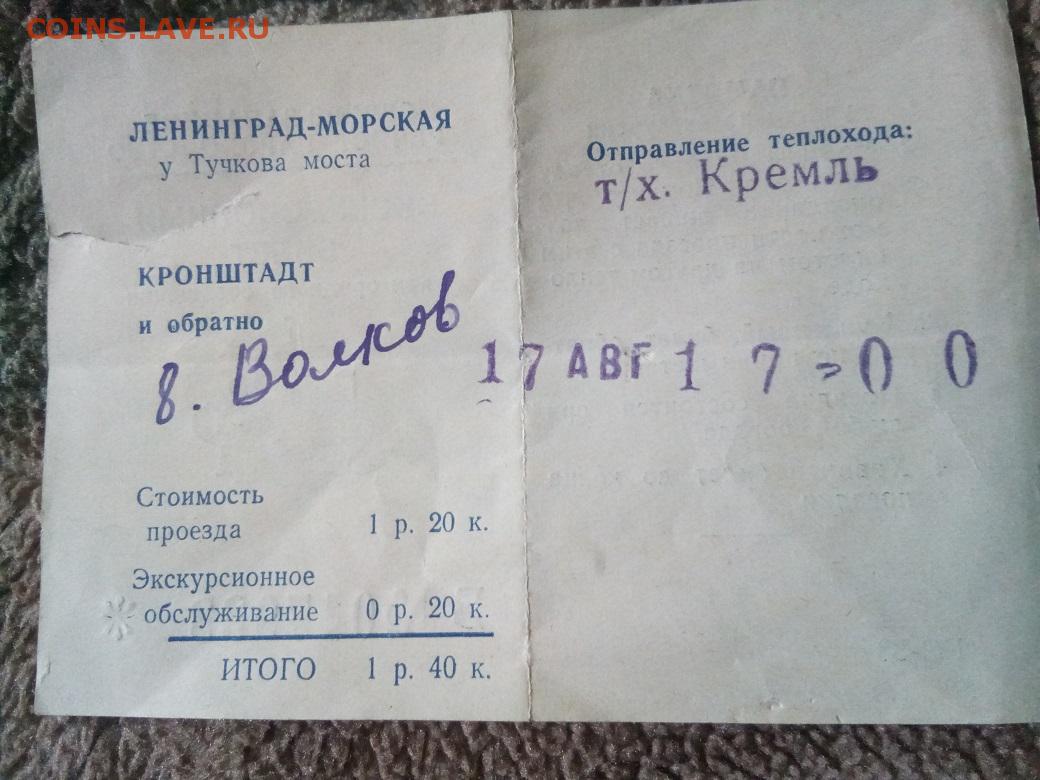 COINS.LAVE.RU
ЛЕНИНГРАД-МОРСКАЯ
у Тучкова моста
КРОНШТАДТ
и обратно
8. Волков
Стоимость
проезда 1 р. 20 к.
Экскурсионное
обслуживание 0 р. 20 к.
ИТОГО 1 р. 40 к.
Отправление теплохода:
т/х. Кремль
17 АВГ 17-00